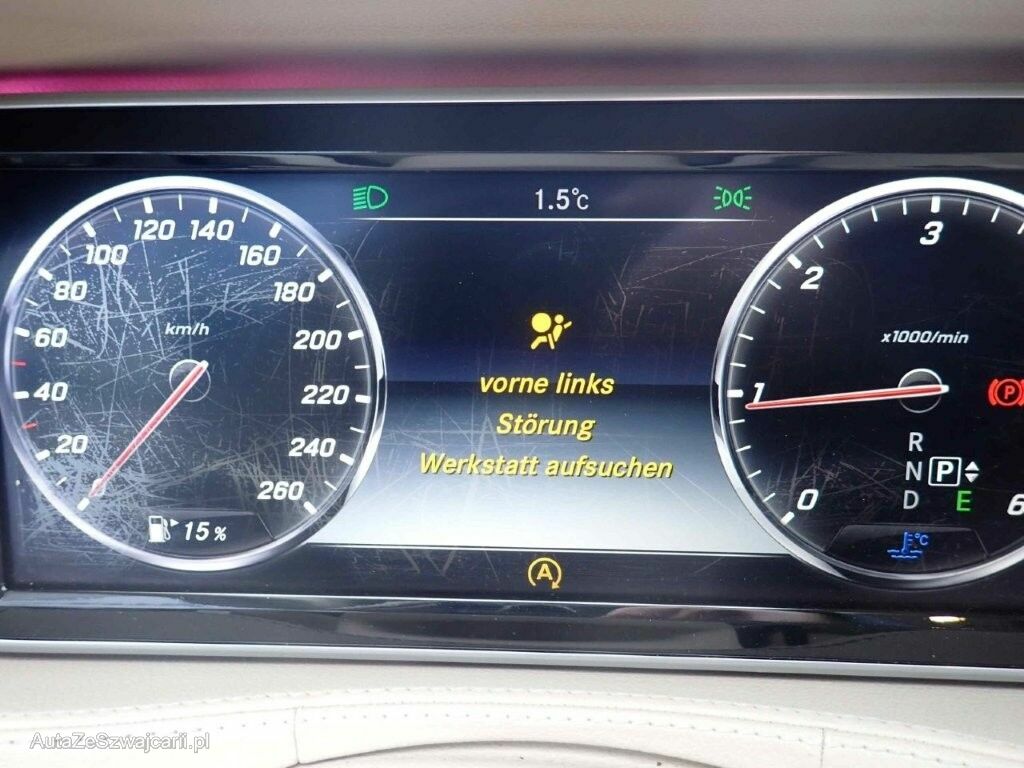 1.5°C
120 140
100 160
80 180
60 km/h 200
40 220
20 240
260
15 %
vorne links
Störung
Werkstatt aufsuchen
A
3
2
x1000/min
1
(P)
R
N P
D E
0 6
°C
AutaZeSzwajcarii.pl